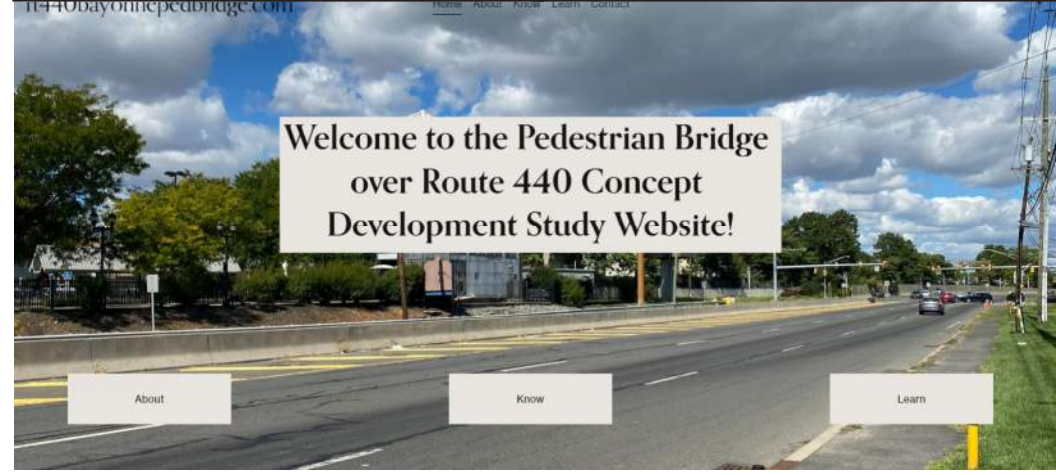 rt440bayonnepedbridge.com
Home About Know Learn Contact
Welcome to the Pedestrian Bridge
over Route 440 Concept
Development Study Website!
About
Know
Learn